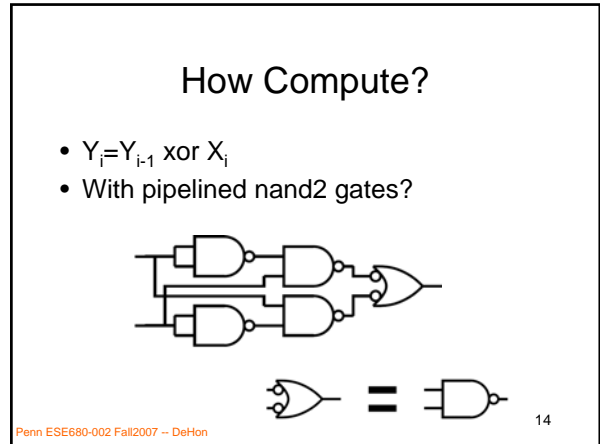 How Compute?
• Yi=Yi-1 xor Xi
• With pipelined nand2 gates?
Penn ESE680-002 Fall2007 -- DeHon
14